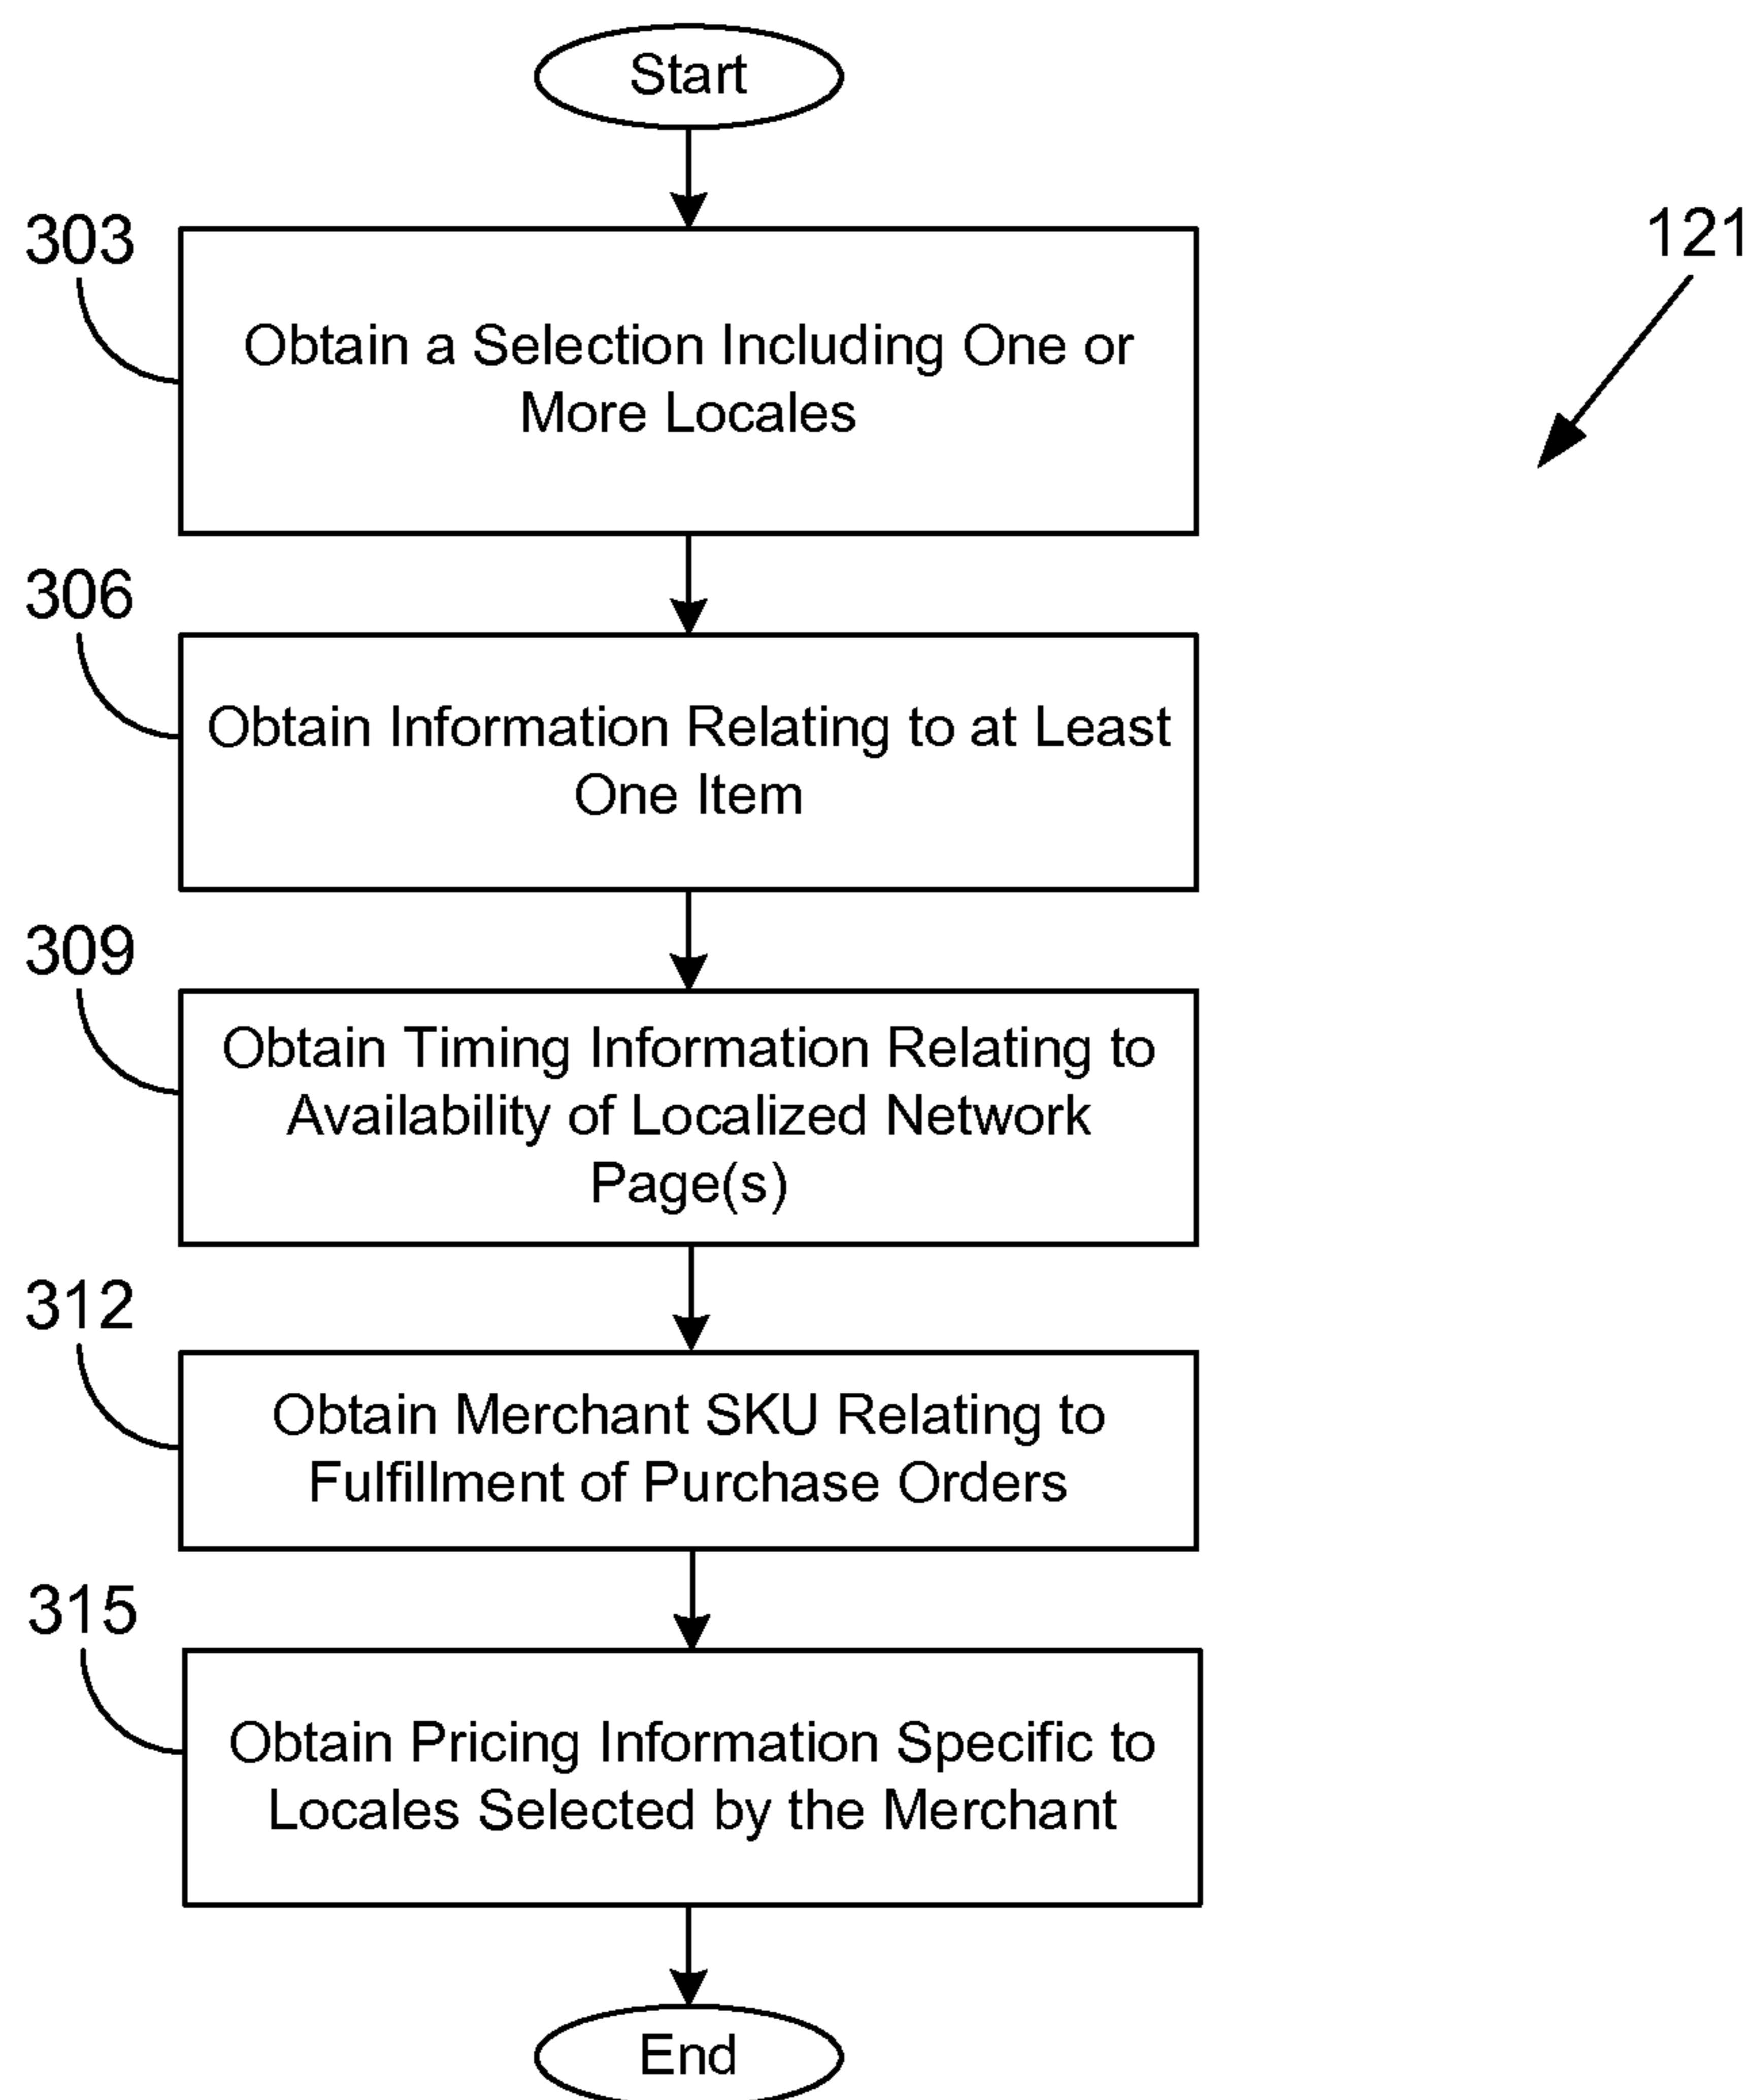 Start
303
121
Obtain a Selection Including One or
More Locales
306
Obtain Information Relating to at Least
One Item
309
Obtain Timing Information Relating to
Availability of Localized Network
Page(s)
312
Obtain Merchant SKU Relating to
Fulfillment of Purchase Orders
315
Obtain Pricing Information Specific to
Locales Selected by the Merchant
End